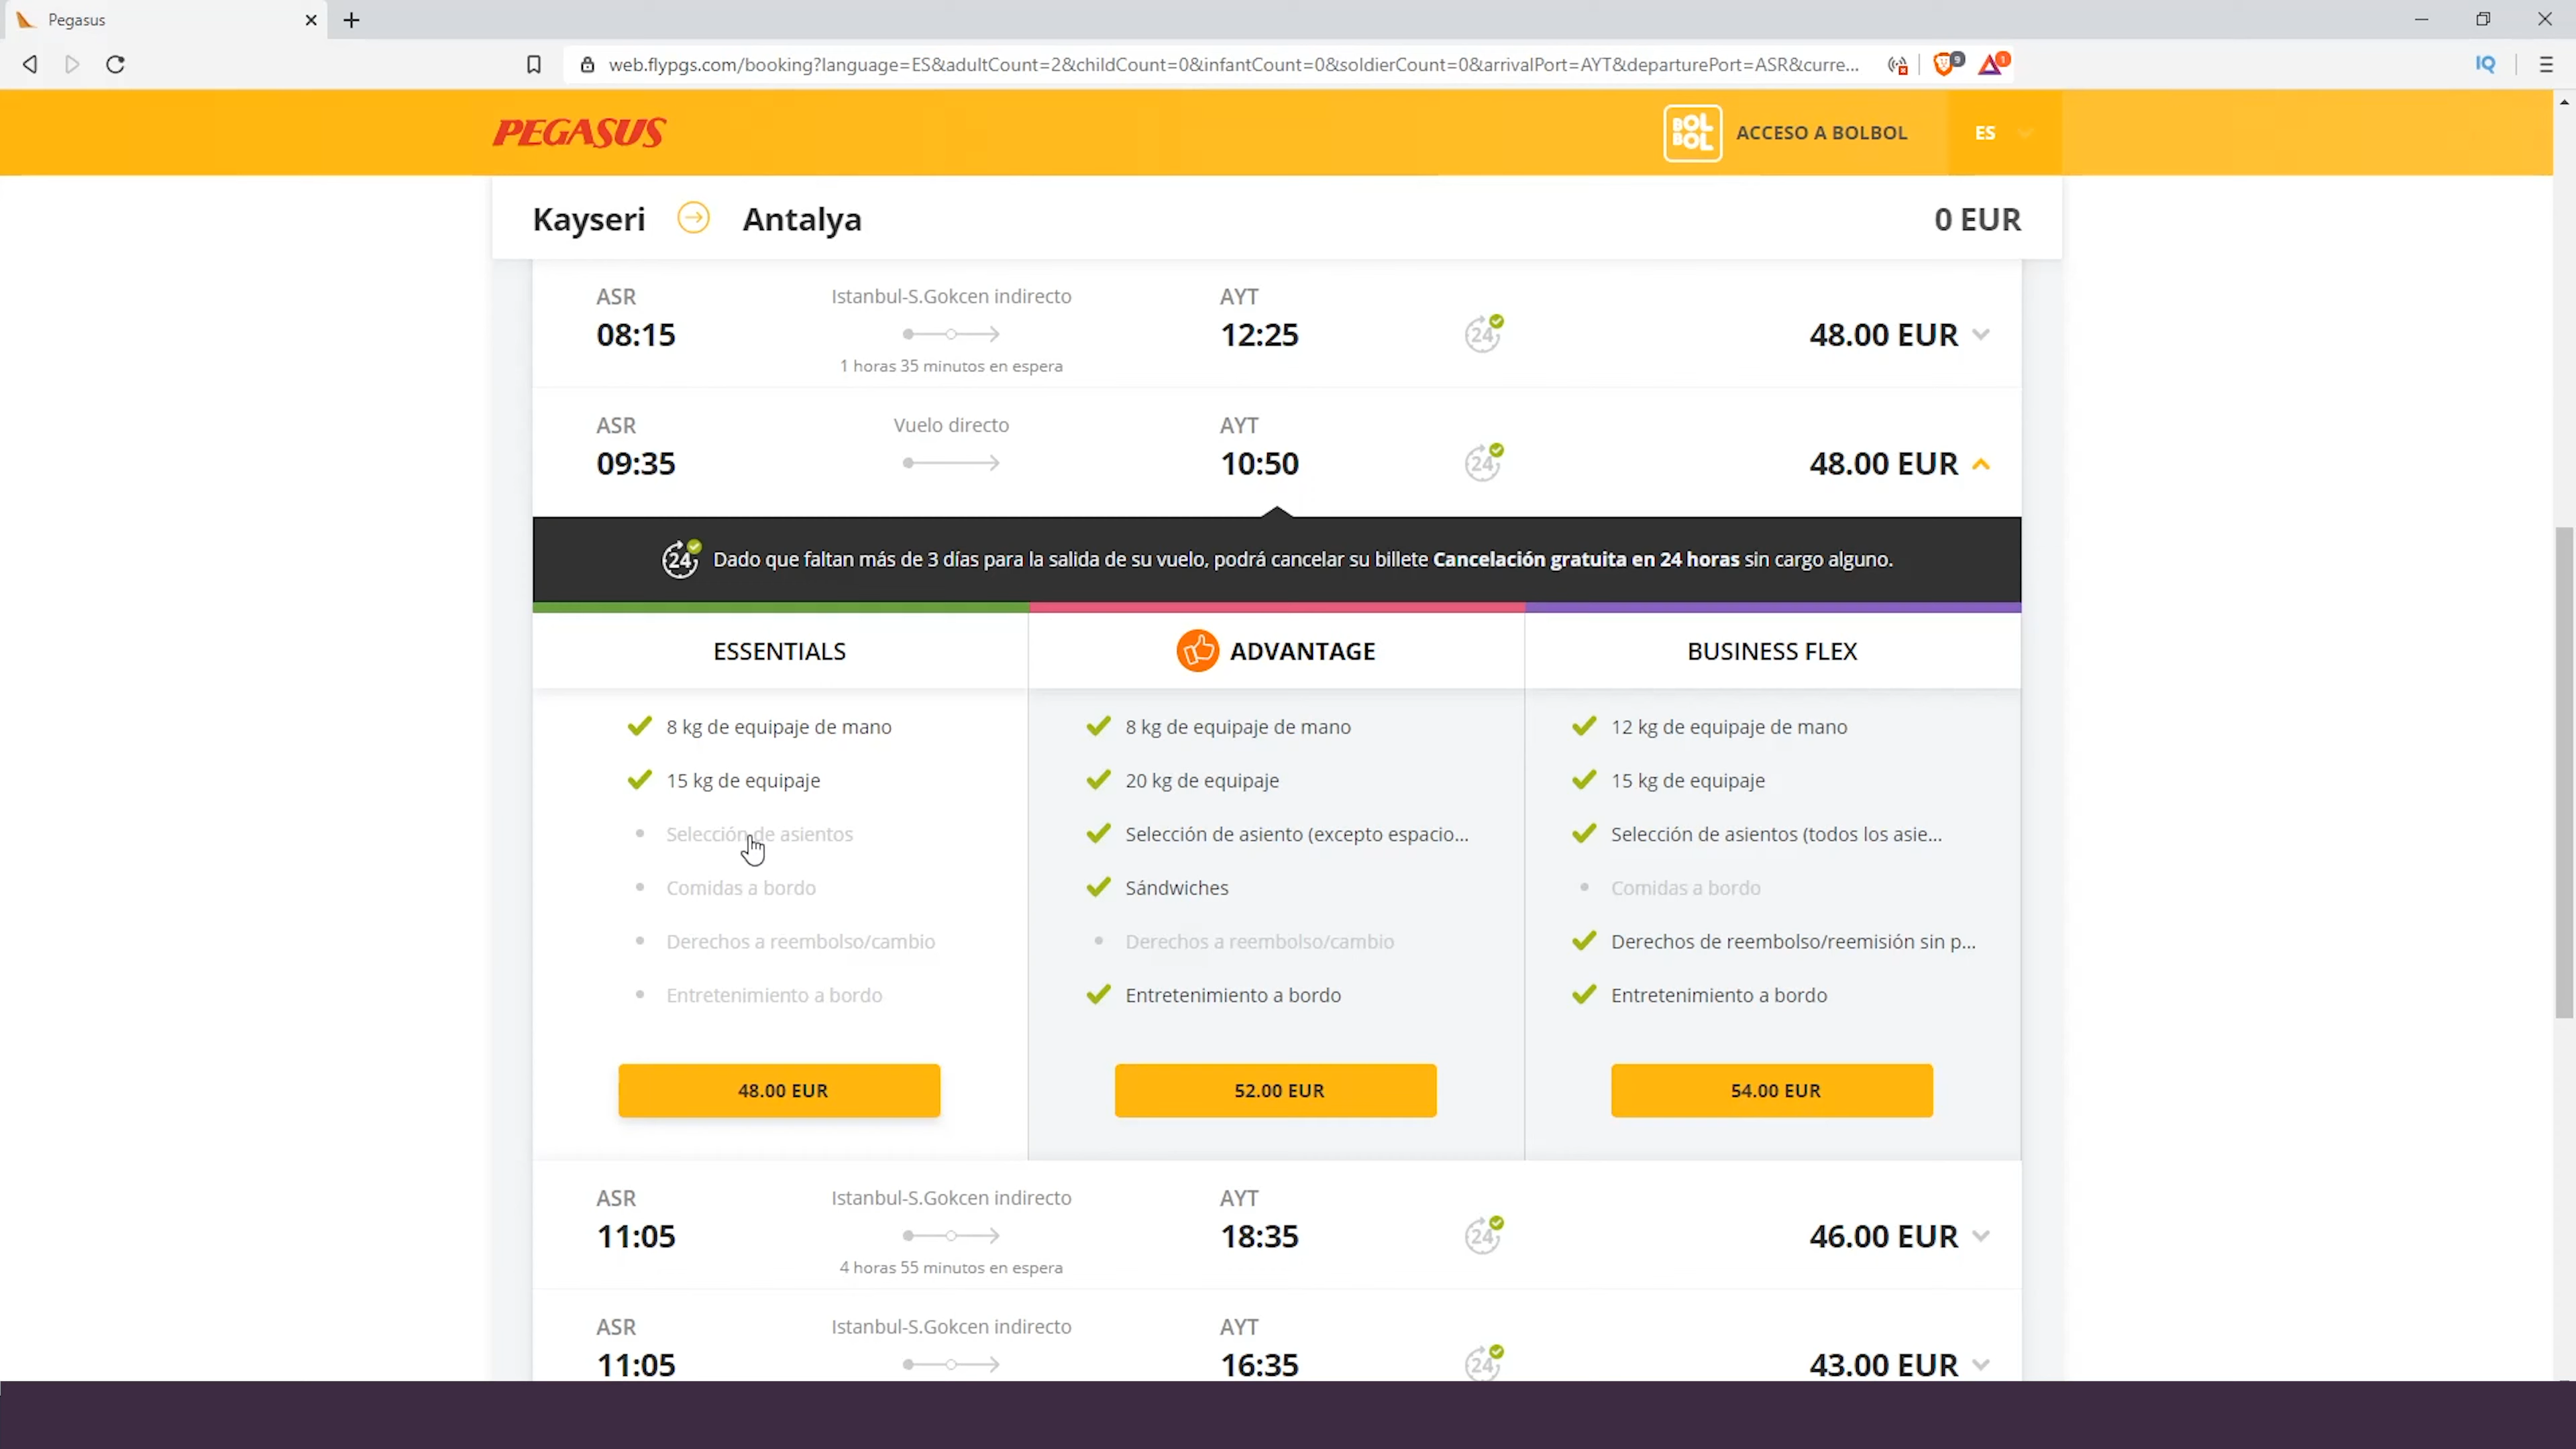 Pegasus
web.flypgs.com/booking?language=ES&adultCount=2&childCount=0&infantCount=0&soldierCount=0&arrivalPort=AYT&departurePort=ASR&curre...
9
1
IQ
PEGASUS
BOL
BOL
ACCESO A BOLBOL
ES
Kayseri
Antalya
0 EUR
ASR
Istanbul-S.Gokcen indirecto
AYT
08:15
12:25
24
48.00 EUR
1 horas 35 minutos en espera
ASR
Vuelo directo
AYT
09:35
10:50
24
48.00 EUR
24
Dado que faltan más de 3 días para la salida de su vuelo, podrá cancelar su billete Cancelación gratuita en 24 horas sin cargo alguno.
ESSENTIALS
8 kg de equipaje de mano
15 kg de equipaje
Selección de asientos
Comidas a bordo
Derechos a reembolso/cambio
Entretenimiento a bordo
48.00 EUR
ADVANTAGE
8 kg de equipaje de mano
20 kg de equipaje
Selección de asiento (excepto espacio...
Sándwiches
Derechos a reembolso/cambio
Entretenimiento a bordo
52.00 EUR
BUSINESS FLEX
12 kg de equipaje de mano
15 kg de equipaje
Selección de asientos (todos los asie...
Comidas a bordo
Derechos de reembolso/reemisión sin p...
Entretenimiento a bordo
54.00 EUR
ASR
Istanbul-S.Gokcen indirecto
AYT
11:05
18:35
24
46.00 EUR
4 horas 55 minutos en espera
ASR
Istanbul-S.Gokcen indirecto
AYT
11:05
16:35
24
43.00 EUR